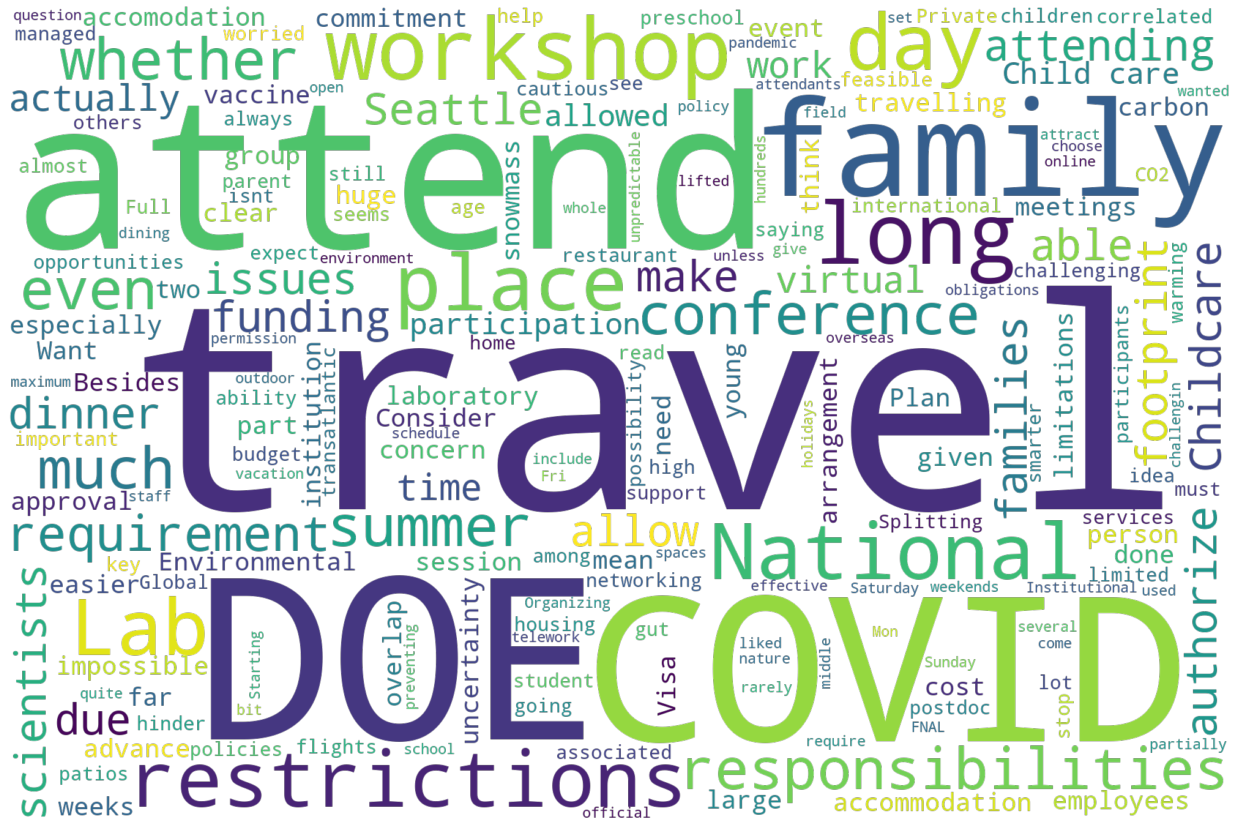 question
accomodation
commitment
help
preschool
event
set
Private
children
correlated
managed
worried
whether
workshop
pandemic
work
day
attending
actually
vaccine
cautious
see
attendants
feasible
Child care
wanted
others
open
always
Seattle
allowed
policy
travelling
field
carbon
attend
family
almost
group
parent
still
isnt
huge
snowmass
unpredictable
lifted
hundreds
think
attract
choose
online
CO2
Full
clear
seems
age
whole
international
meetings
dining
expect
environment
restaurant
unless
saying
give
long
able
opportunities
even
two
issues
place
make
virtual
challenging
obligations
footprint
warming
Childcare
especially
Want
permission
funding
participation
conference
home
overseas
read
young
families
limitations
participants
maximum
Besides
outdoor
ability
travel
laboratory
Consider
schedule
possibility
need
Plan
dinner
important
part
budget
vacation
institution
transatlantic
concern
include
Fri
high
support
holidays
arrangement
given
smarter
idea
challengin
much
approval
staff
time
Splitting
must
services
requirement
summer
allow
National
person
authorize
key
Environmental
session
among
mean
spaces
done
easier
Global
networking
effective
Saturday
weekends
Institutional
limited
used
scientists
Lab
DOE
COVID
impossible
Starting
overlap
preventing
uncertainty
Organizing
housing
telework
gut
liked
nature
rarely
middle
Mon
Sunday
several
come
quite
bit
far
student
going
Visa
cost
postdoc
FNAL
lot
stop
due
hinder
advance
policies
flights
school
associated
require
partially
patios
weeks
restrictions
official
responsibilities
large
accommodation
employees